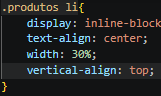 .produtos li{
display: inline-block
text-align: center;
width: 30%;
vertical-align: top;
}